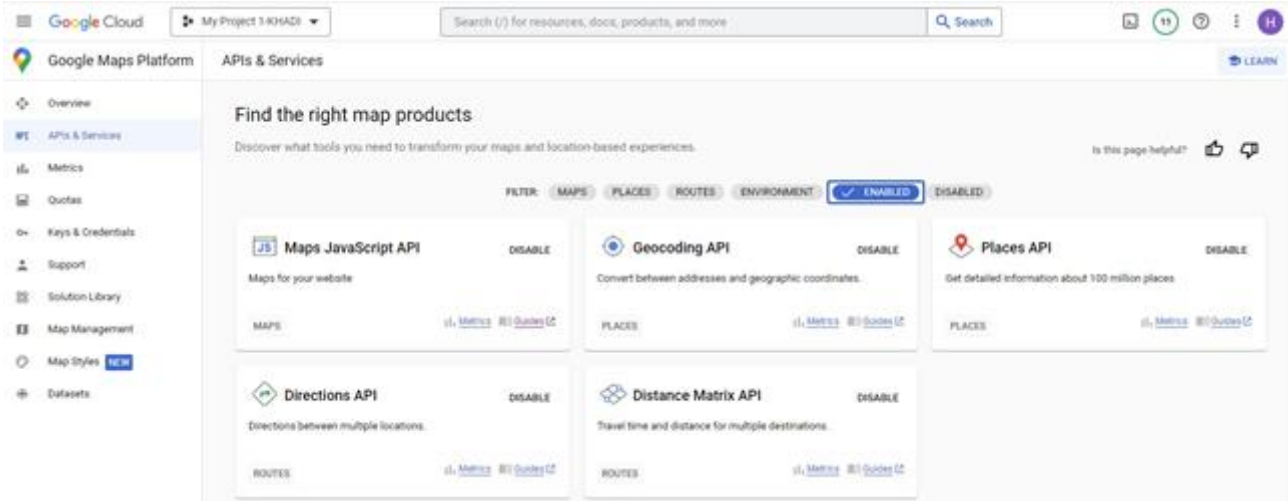 Google Cloud
My Project 1-KHADI
Search (/) for resources, docs, products, and more
Search
H
Google Maps Platform
APIs & Services
LEARN
Overview
APIs & Services
Metrics
Quotas
Keys & Credentials
Support
Solution Library
Map Management
Map Styles NEW
Datasets
Find the right map products
Discover what tools you need to transform your maps and location-based experiences.
Is this page helpful?
FILTER: MAPS PLACES ROUTES ENVIRONMENT ENABLED DISABLED
JS Maps JavaScript API DISABLE
Maps for your website
MAPS Metrics Guides
Geocoding API DISABLE
Convert between addresses and geographic coordinates.
PLACES Metrics Guides
Places API DISABLE
Get detailed information about 100 million places
PLACES Metrics Guides
Directions API DISABLE
Directions between multiple locations.
ROUTES Metrics Guides
Distance Matrix API DISABLE
Travel time and distance for multiple destinations.
ROUTES Metrics Guides